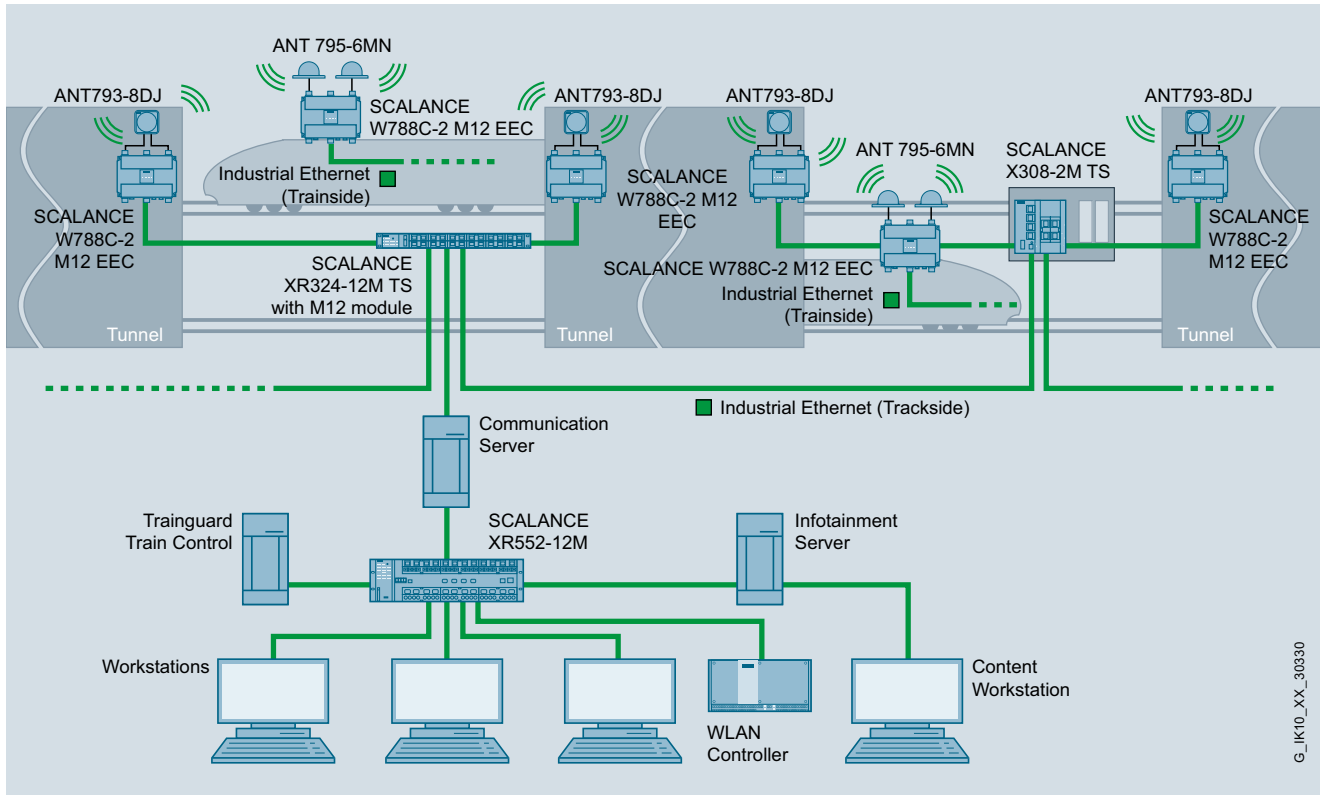 ANT 795-6MN
ANT793-8DJ
SCALANCE
W788C-2 M12 EEC
ANT793-8DJ
ANT793-8DJ
ANT793-8DJ
ANT 795-6MN
SCALANCE
X308-2M TS
Industrial Ethernet
(Trainside)
SCALANCE
W788C-2 M12
EEC
SCALANCE
W788C-2
M12 EEC
SCALANCE
W788C-2
M12 EEC
SCALANCE
XR324-12M TS
with M12 module
SCALANCE W788C-2 M12 EEC
Industrial Ethernet
(Trainside)
Tunnel
Tunnel
Tunnel
Industrial Ethernet (Trackside)
Communication
Server
Trainguard
Train Control
SCALANCE
XR552-12M
Infotainment
Server
Workstations
WLAN
Controller
Content
Workstation
G_IK10_XX_30330